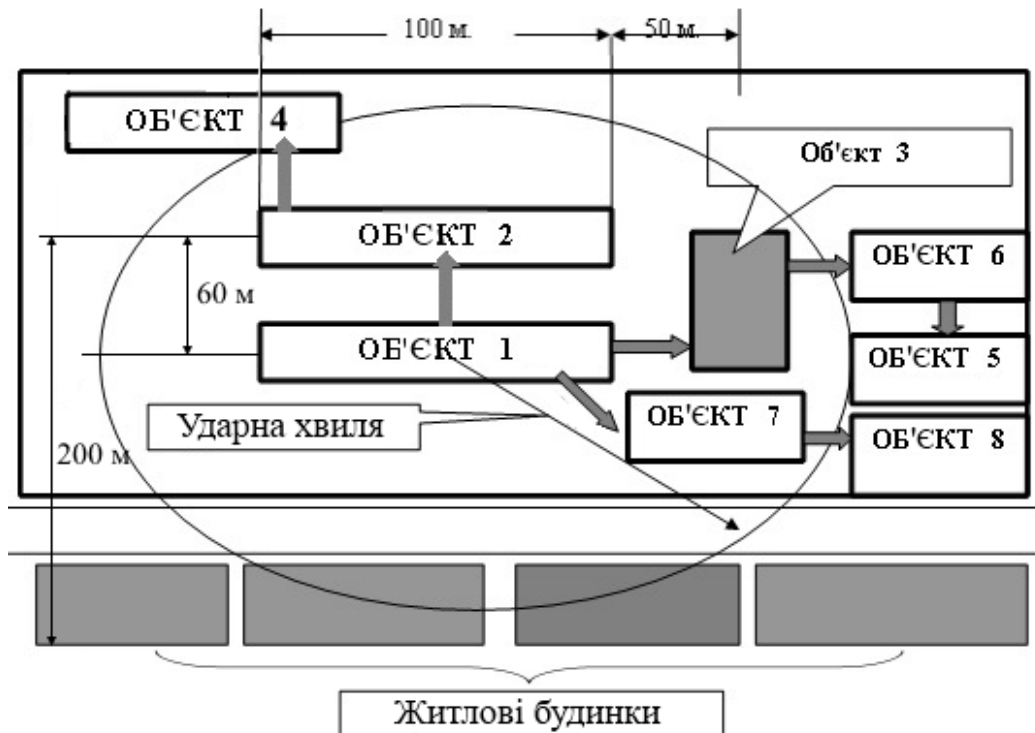 100 м.
50 м.
ОБ'ЄКТ 4
Об'єкт 3
ОБ'ЄКТ 2
ОБ'ЄКТ 6
60 м
ОБ'ЄКТ 1
ОБ'ЄКТ 5
Ударна хвиля
ОБ'ЄКТ 7
ОБ'ЄКТ 8
200 м
Житлові будинки